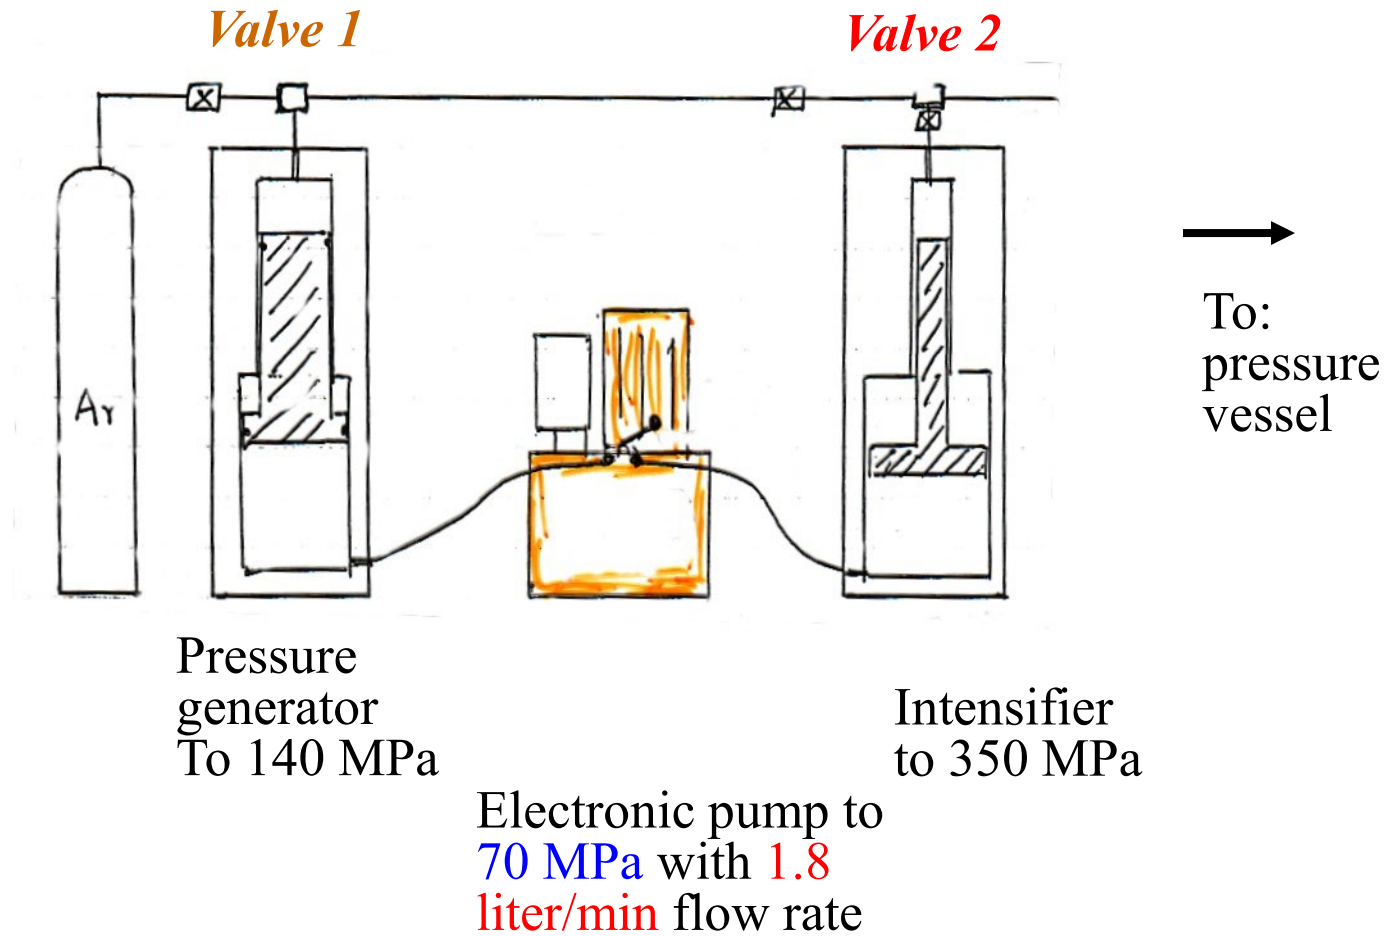 Valve 1
Valve 2
Ar
To:
pressure
vessel
Pressure
generator
To 140 MPa
Intensifier
to 350 MPa
Electronic pump to
70 MPa with 1.8
liter/min flow rate